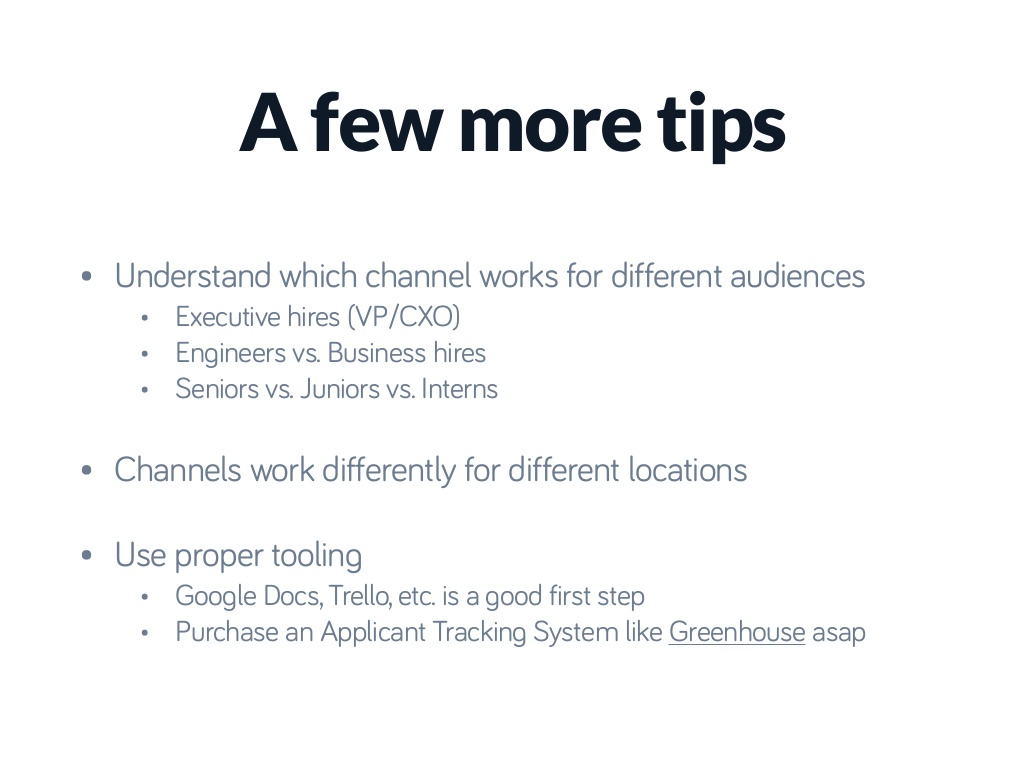 A few more tips
• Understand which channel works for different audiences
• Executive hires (VP/CXO)
• Engineers vs. Business hires
• Seniors vs. Juniors vs. Interns
• Channels work differently for different locations
• Use proper tooling
• Google Docs, Trello, etc. is a good first step
• Purchase an Applicant Tracking System like Greenhouse asap